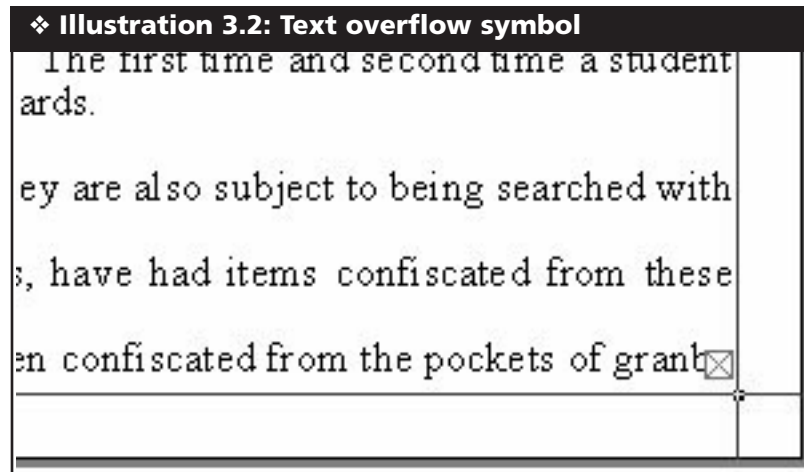 ❖ Illustration 3.2: Text overflow symbol
The first time and second time a student
ards.
ey are also subject to being searched with
s, have had items confiscated from these
en confiscated from the pockets of